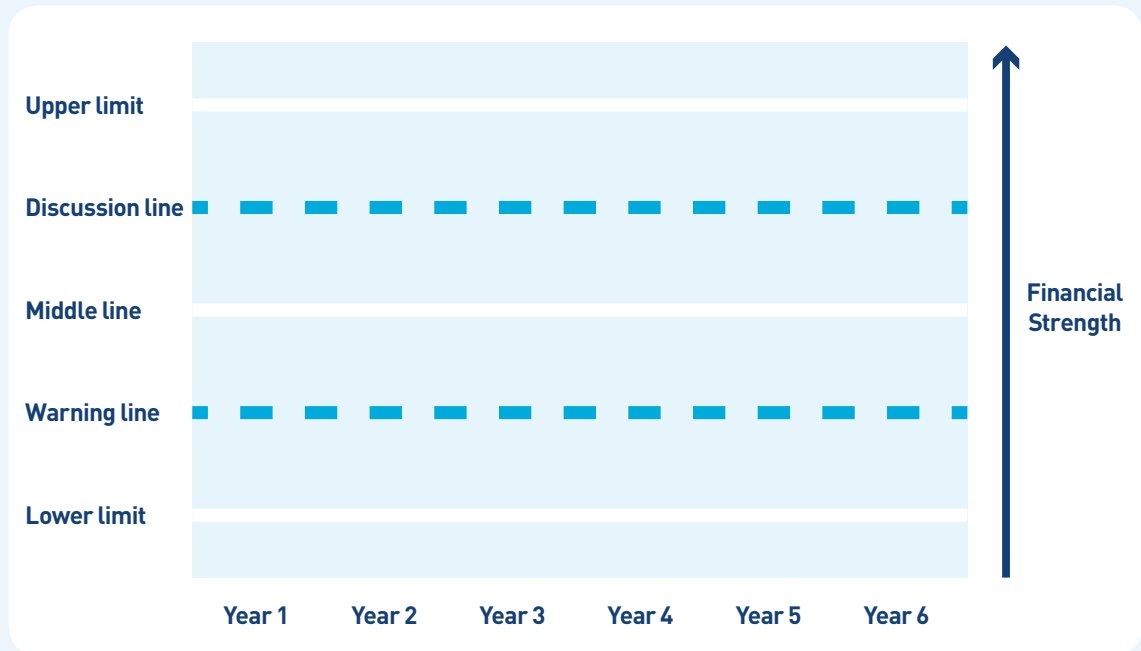 Upper limit
Discussion line
Middle line
Warning line
Lower limit
Financial
Strength
Year 1 Year 2 Year 3 Year 4 Year 5 Year 6